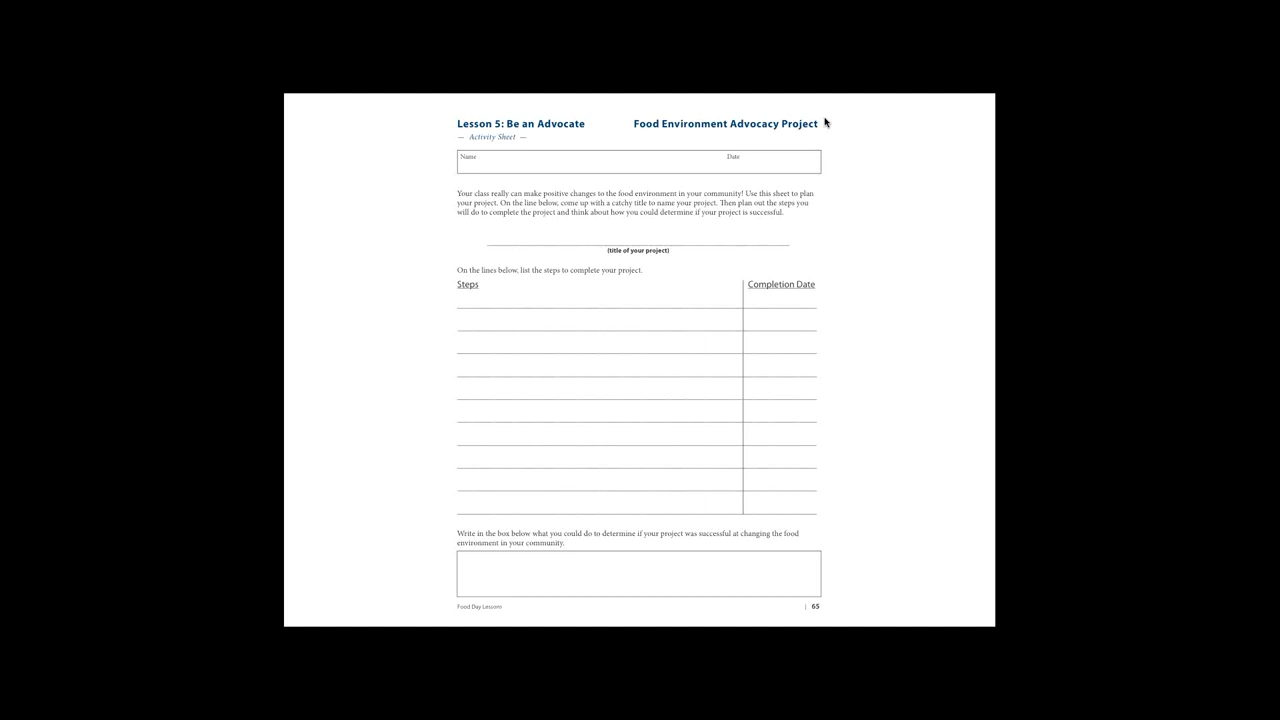 Lesson 5: Be an Advocate Food Environment Advocacy Project
— Activity Sheet —
Name Date
Your class really can make positive changes to the food environment in your community! Use this sheet to plan
your project. On the line below, come up with a catchy title to name your project. Then plan out the steps you
will do to complete the project and think about how you could determine if your project is successful.
(title of your project)
On the lines below, list the steps to complete your project.
Steps Completion Date
Write in the box below what you could do to determine if your project was successful at changing the food
environment in your community.
Food Day Lessons | 65